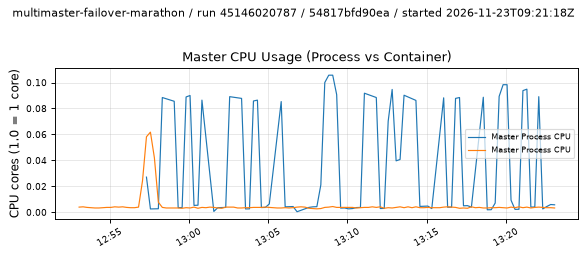 multimaster-failover-marathon / run 45146020787 / 54817bfd90ea / started 2026-11-23T09:21:18Z
Master CPU Usage (Process vs Container)
CPU cores (1.0 = 1 core)
0.10
0.08
0.06
0.04
0.02
0.00
Master Process CPU
Master Process CPU
12:55
13:00
13:05
13:10
13:15
13:20